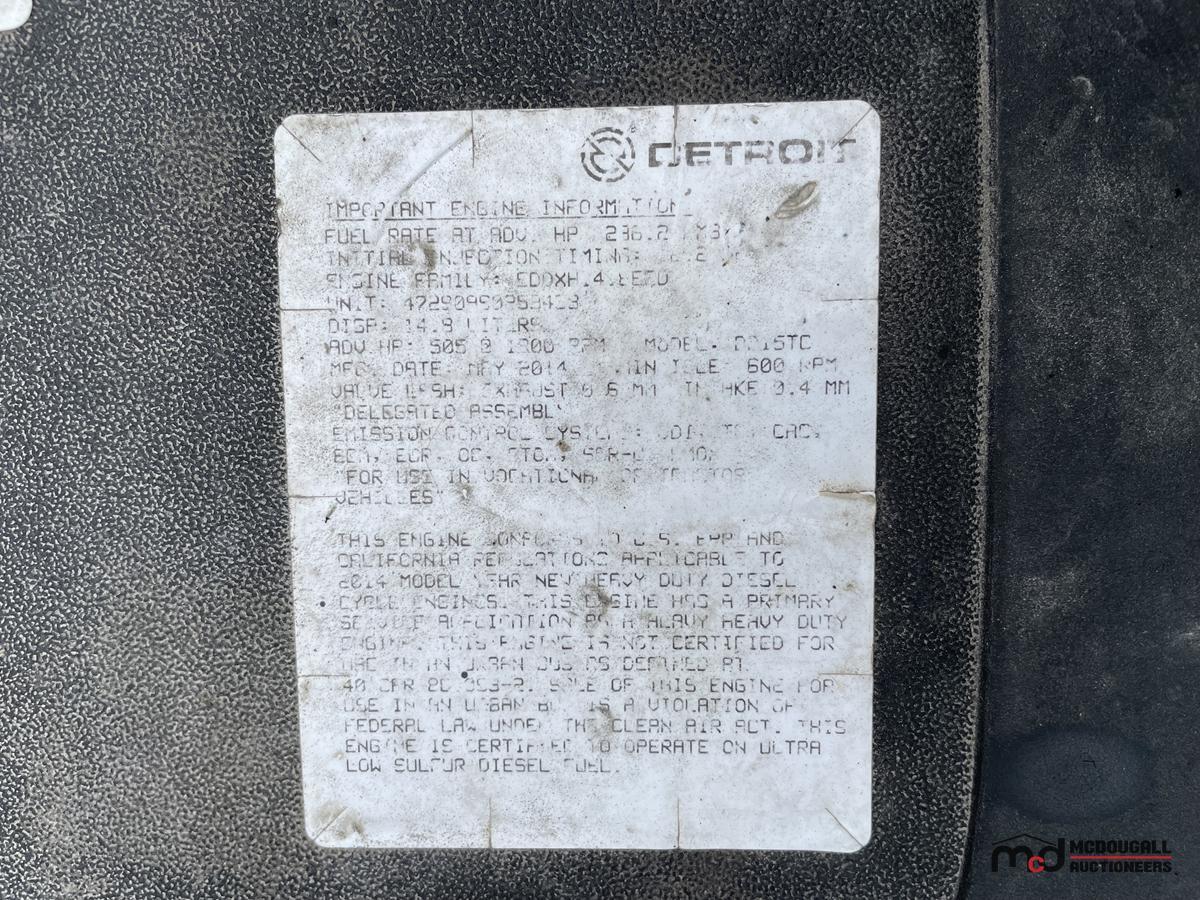 DETROIT
IMPORTANT ENGINE INFORMATION
FUEL RATE AT ADV. HP 236.2
INITIAL INJECTION TIMING:
ENGINE FAMILY:
UNIT:
DISP: 14.8 LITERS
ADV HP: 505 @ 1800 RPM MODEL: DD15TC
MFG. DATE: MAY 2014 MIN IDLE 600 RPM
VALVE LASH: EXHAUST 0.6 MM INTAKE 0.4 MM
"DELEGATED ASSEMBLY
EMISSION CONTROL SYSTEM: CAC,
ECM, EGR, OC, PTOX,
"FOR USE IN VOCATIONAL OR TRACTOR
VEHICLES"
THIS ENGINE CONFORMS TO U.S. EPA AND
CALIFORNIA REGULATIONS APPLICABLE TO
2014 MODEL YEAR NEW HEAVY DUTY DIESEL
CYCLE ENGINES. THIS ENGINE HAS A PRIMARY
SERVICE APPLICATION AS A HEAVY HEAVY DUTY
ENGINE. THIS ENGINE IS NOT CERTIFIED FOR
USE IN AN URBAN BUS AS DEFINED AT
40 CFR 86.093-2. SALE OF THIS ENGINE FOR
USE IN AN URBAN BUS IS A VIOLATION OF
FEDERAL LAW UNDER THE CLEAN AIR ACT. THIS
ENGINE IS CERTIFIED TO OPERATE ON ULTRA
LOW SULFUR DIESEL FUEL.
mcd MCDOUGALL
AUCTIONEERS